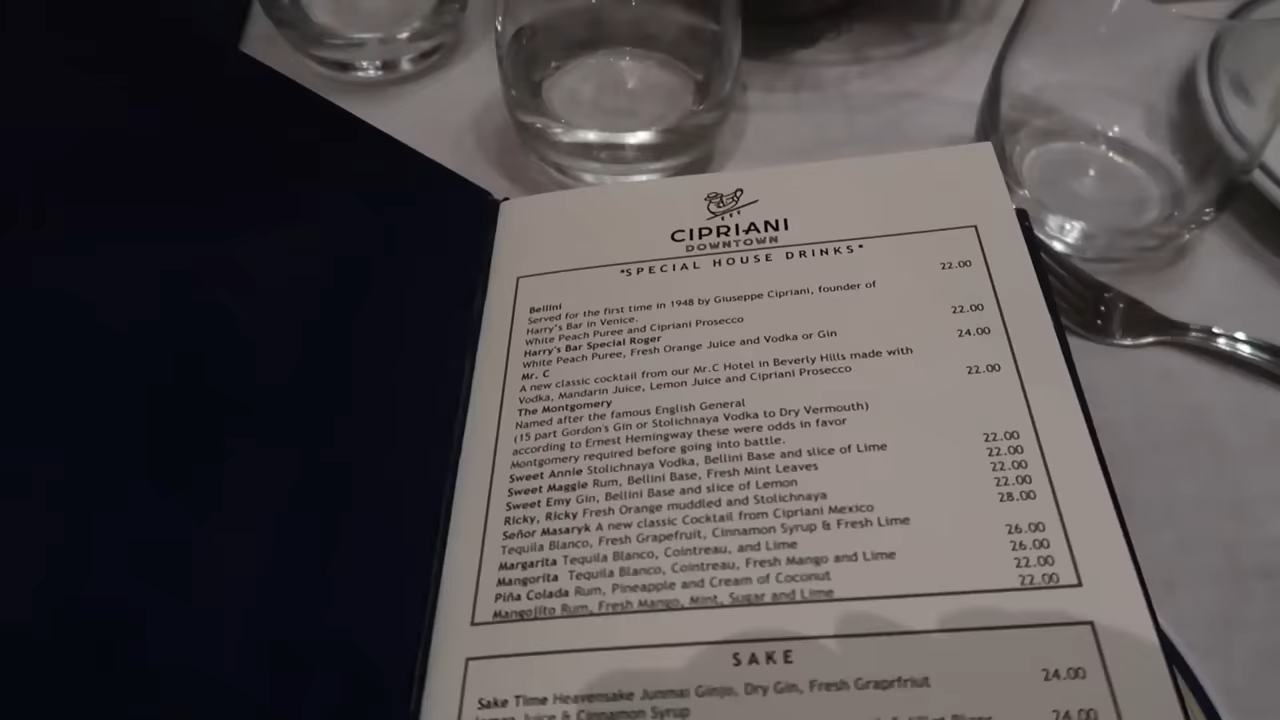 CIPRIANI
DOWNTOWN
*SPECIAL HOUSE DRINKS*
Bellini 22.00
Served for the first time in 1948 by Giuseppe Cipriani, founder of
Harry's Bar in Venice.
White Peach Puree and Cipriani Prosecco
Harry's Bar Special Roger 22.00
White Peach Puree, Fresh Orange Juice and Vodka or Gin
Mr. C 24.00
A new classic cocktail from our Mr.C Hotel in Beverly Hills made with
Vodka, Mandarin Juice, Lemon Juice and Cipriani Prosecco
The Montgomery 22.00
Named after the famous English General
(15 part Gordon's Gin or Stolichnaya Vodka to Dry Vermouth)
according to Ernest Hemingway these were odds in favor
Montgomery required before going into battle.
Sweet Annie Stolichnaya Vodka, Bellini Base and slice of Lime 22.00
Sweet Maggie Rum, Bellini Base, Fresh Mint Leaves 22.00
Sweet Emy Gin, Bellini Base and slice of Lemon 22.00
Ricky, Ricky Fresh Orange muddled and Stolichnaya 22.00
Señor Masaryk A new classic Cocktail from Cipriani Mexico 28.00
Tequila Blanco, Fresh Grapefruit, Cinnamon Syrup & Fresh Lime
Margarita Tequila Blanco, Cointreau, and Lime 26.00
Mangorita Tequila Blanco, Cointreau, Fresh Mango and Lime 26.00
Piña Colada Rum, Pineapple and Cream of Coconut 22.00
Mangojito Rum, Fresh Mango, Mint, Sugar and Lime 22.00
SAKE
Sake Time Heavensake Junmai Ginjo, Dry Gin, Fresh Graprfriut 24.00
Juice & Cinnamon Syrup
24.00